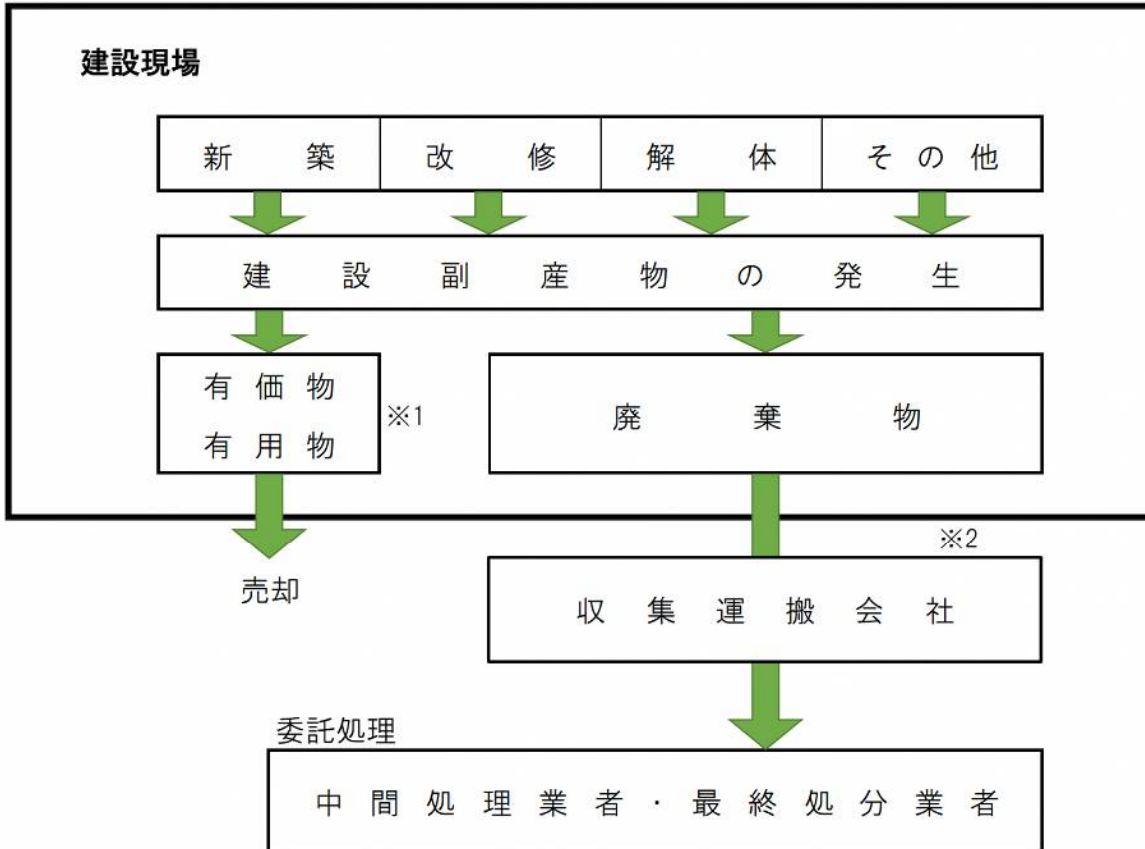 建設現場
新築 改修 解体 その他
建設副産物の発生
有価物
有用物
※1
廃棄物
※2
売却
収集運搬会社
委託処理
中間処理業者・最終処分業者